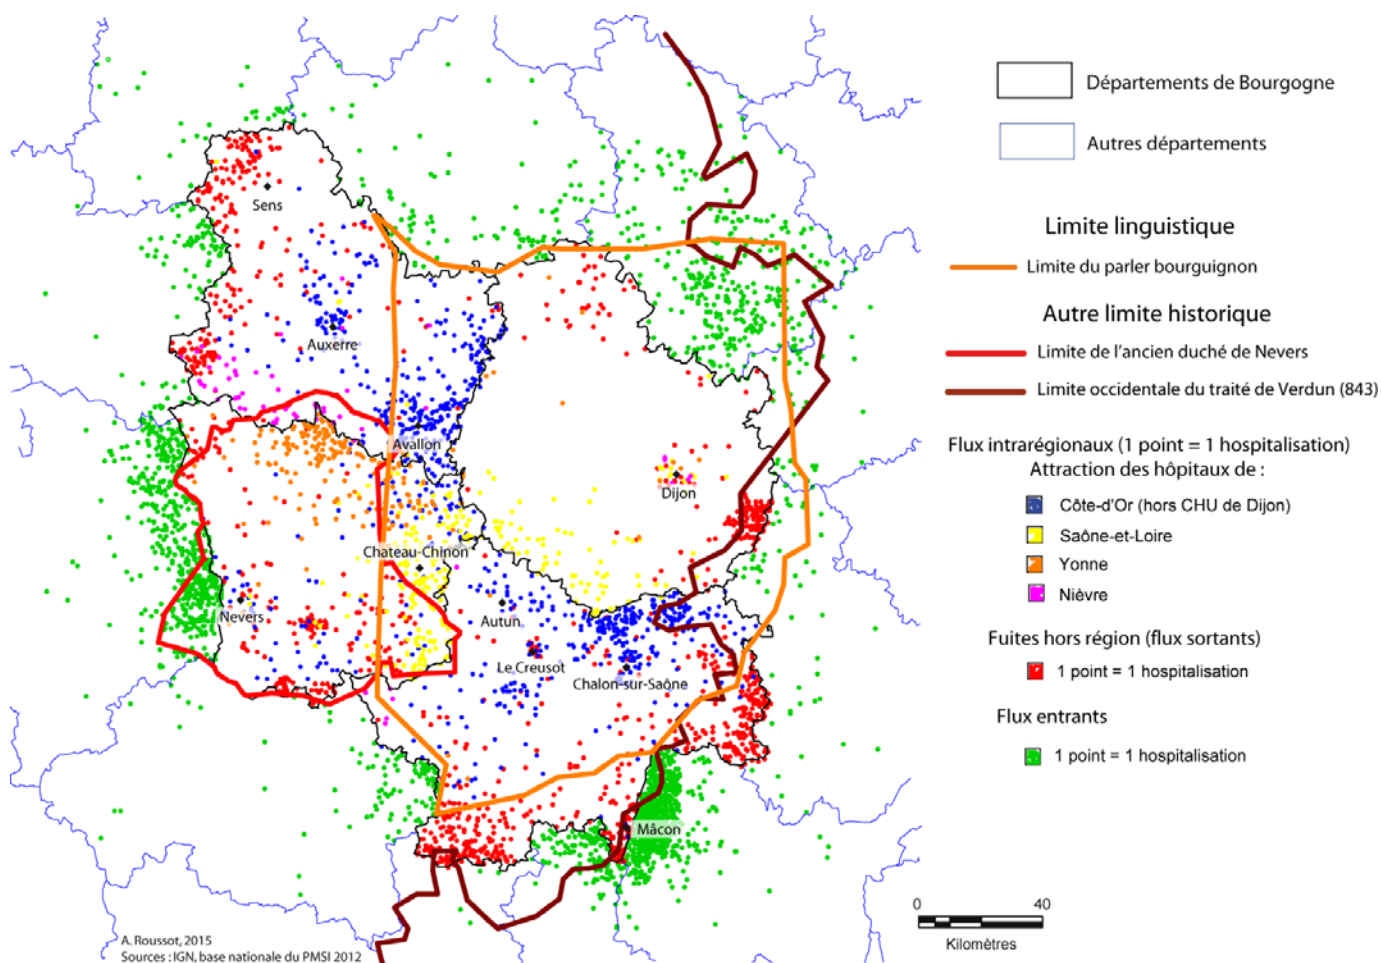 Départements de Bourgogne
Autres départements
Limite linguistique
Limite du parler bourguignon
Autre limite historique
Limite de l'ancien duché de Nevers
Limite occidentale du traité de Verdun (843)
Flux intrarégionaux (1 point = 1 hospitalisation)
Attraction des hôpitaux de :
Côte-d'Or (hors CHU de Dijon)
Saône-et-Loire
Yonne
Nièvre
Fuites hors région (flux sortants)
1 point = 1 hospitalisation
Flux entrants
1 point = 1 hospitalisation
0 40
Kilomètres
Sens
Auxerre
Avallon
Dijon
Chateau-Chinon
Nevers
Autun
Le Creusot
Chalon-sur-Saône
Mâcon
A. Roussot, 2015
Sources : IGN, base nationale du PMSI 2012